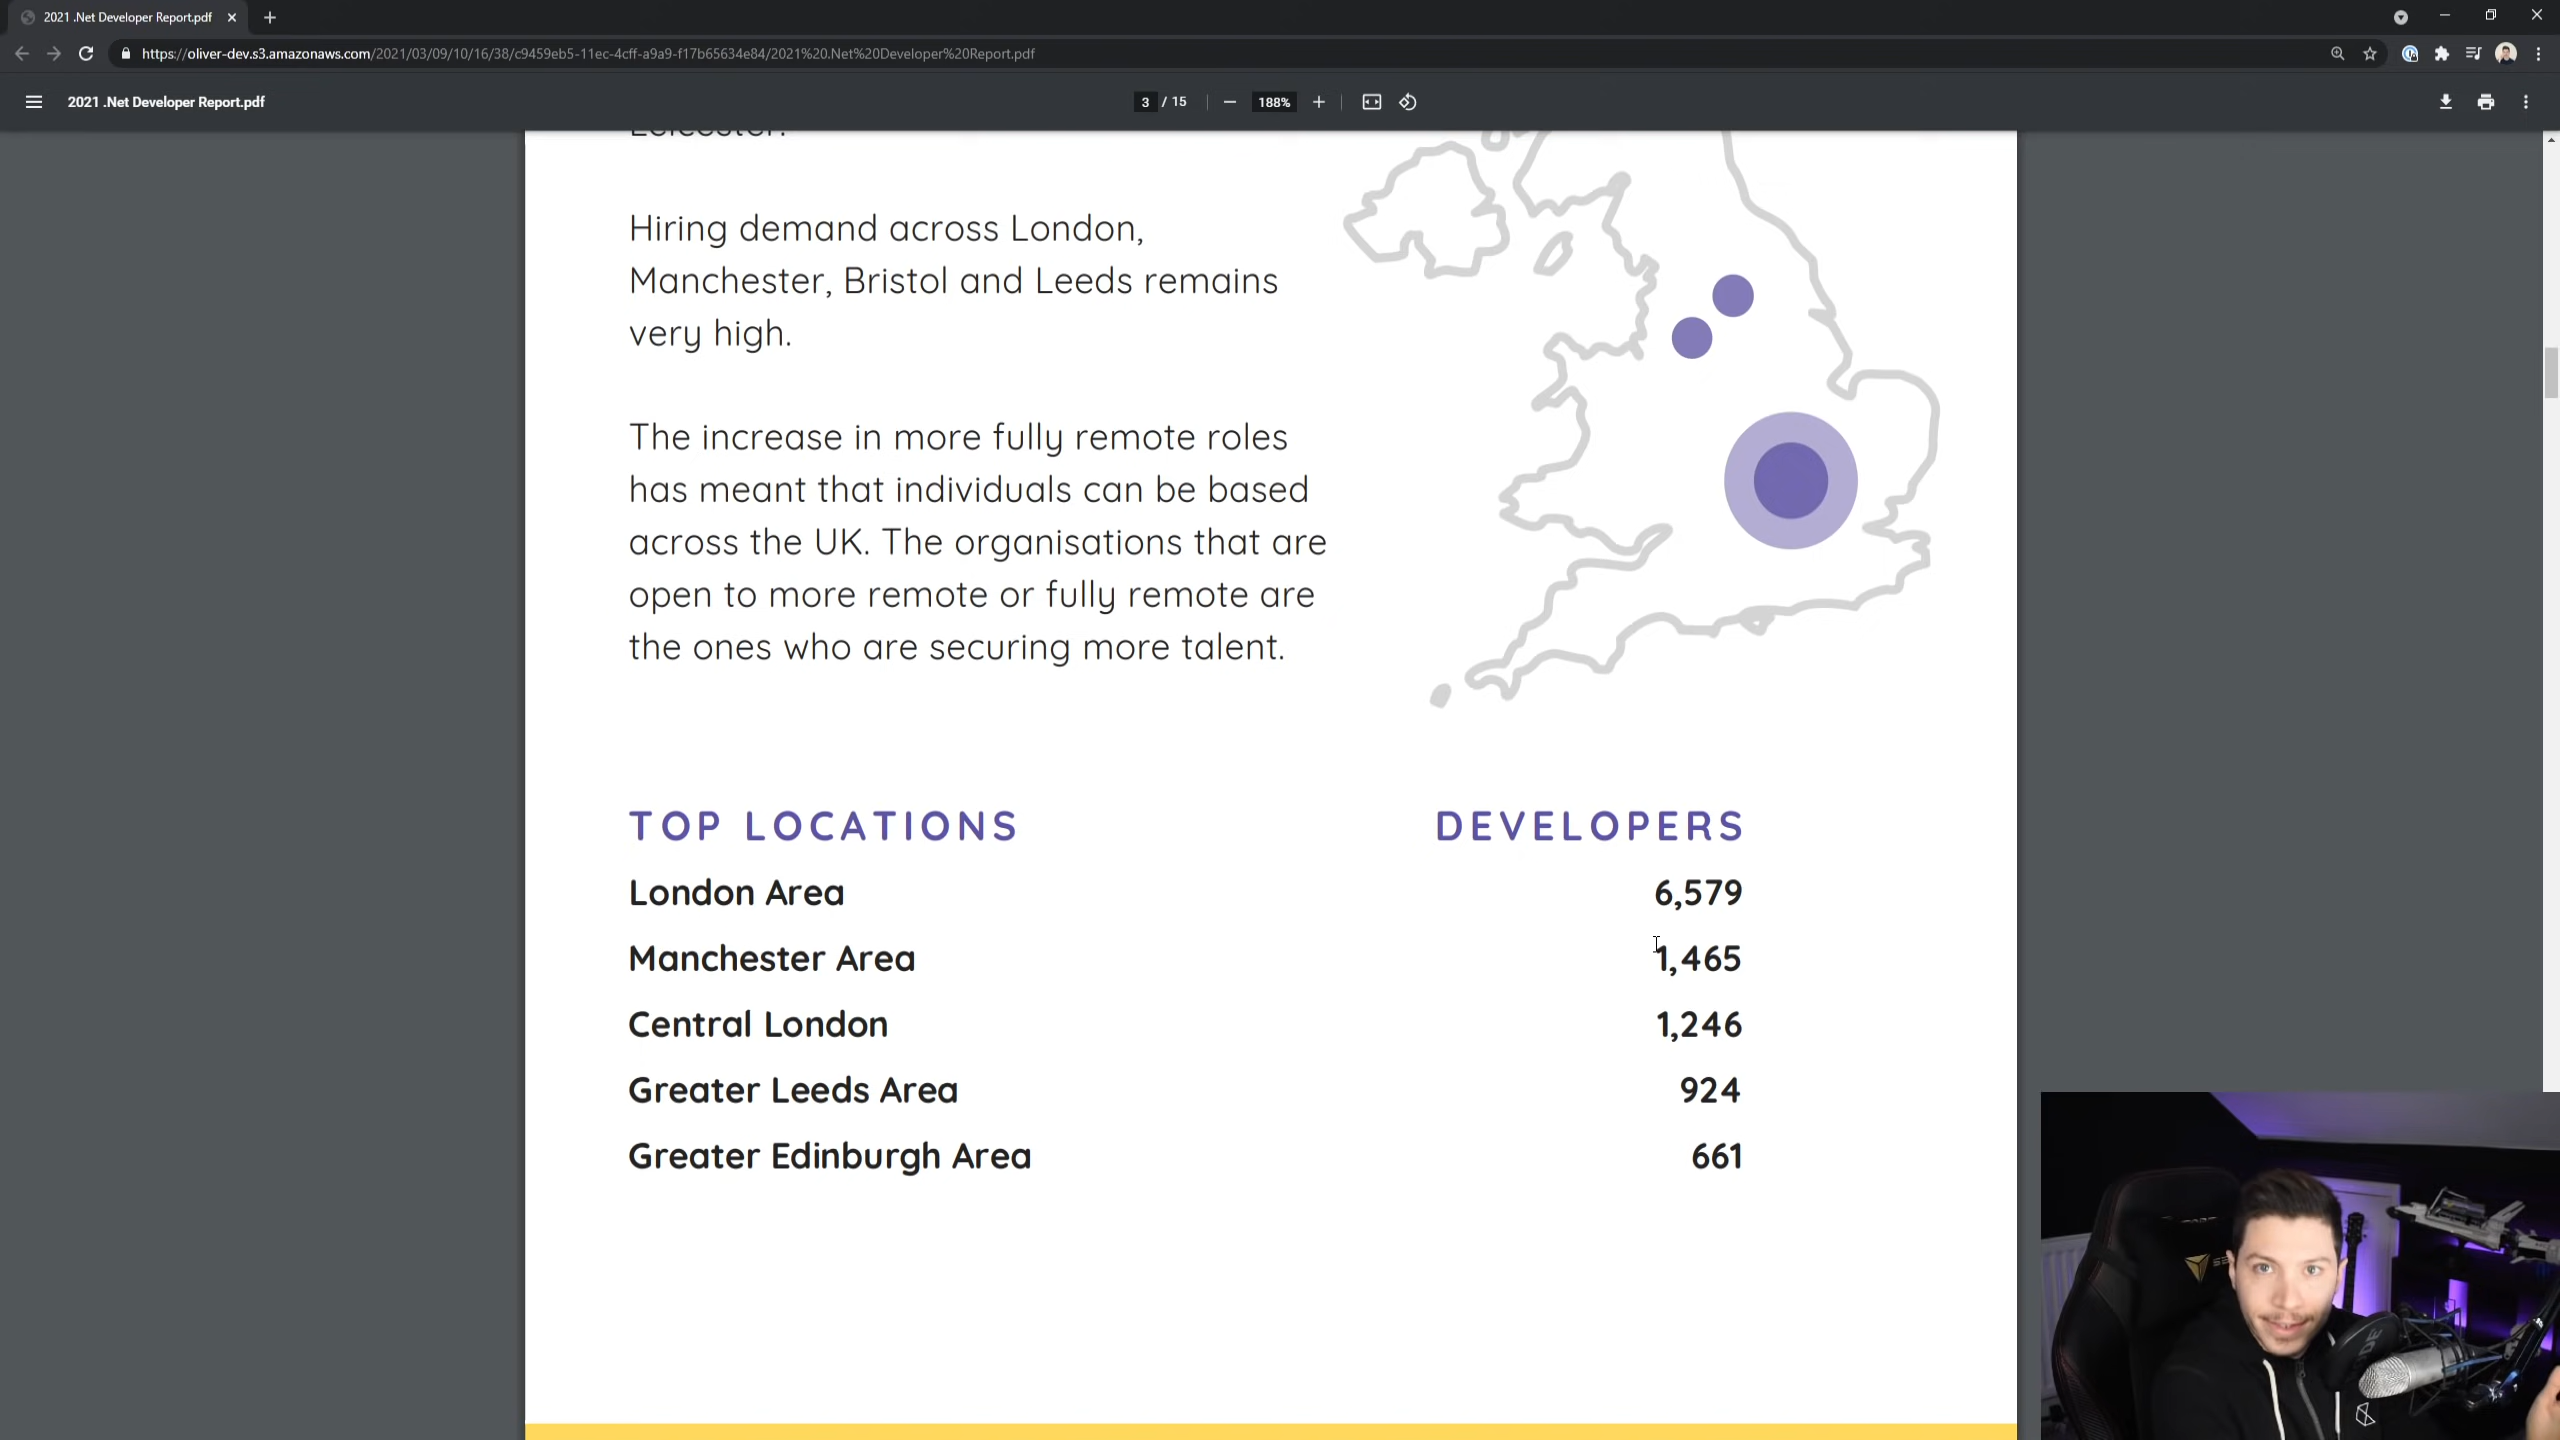 2021 .Net Developer Report.pdf
https://oliver-dev.s3.amazonaws.com/2021/03/09/10/16/38/c9459eb5-11ec-4cff-a9a9-f17b65634e84/2021%20.Net%20Developer%20Report.pdf
2021 .Net Developer Report.pdf
3 / 15
188%
Hiring demand across London,
Manchester, Bristol and Leeds remains
very high.
The increase in more fully remote roles
has meant that individuals can be based
across the UK. The organisations that are
open to more remote or fully remote are
the ones who are securing more talent.
TOP LOCATIONS DEVELOPERS
London Area 6,579
Manchester Area 1,465
Central London 1,246
Greater Leeds Area 924
Greater Edinburgh Area 661